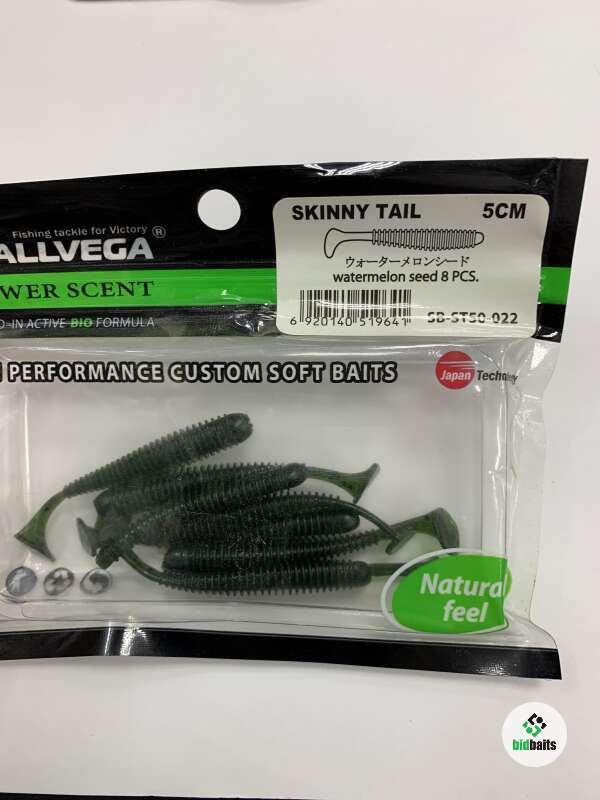 SKINNY TAIL 5CM
ウォーターメロンシード
watermelon seed 8 PCS.
6 920140 519641 SB-ST50-022
Fishing tackle for Victory
ALLVEGA ®
WER SCENT
D-IN ACTIVE BIO FORMULA
PERFORMANCE CUSTOM SOFT BAITS
Japan
Natural
feel
bidbaits